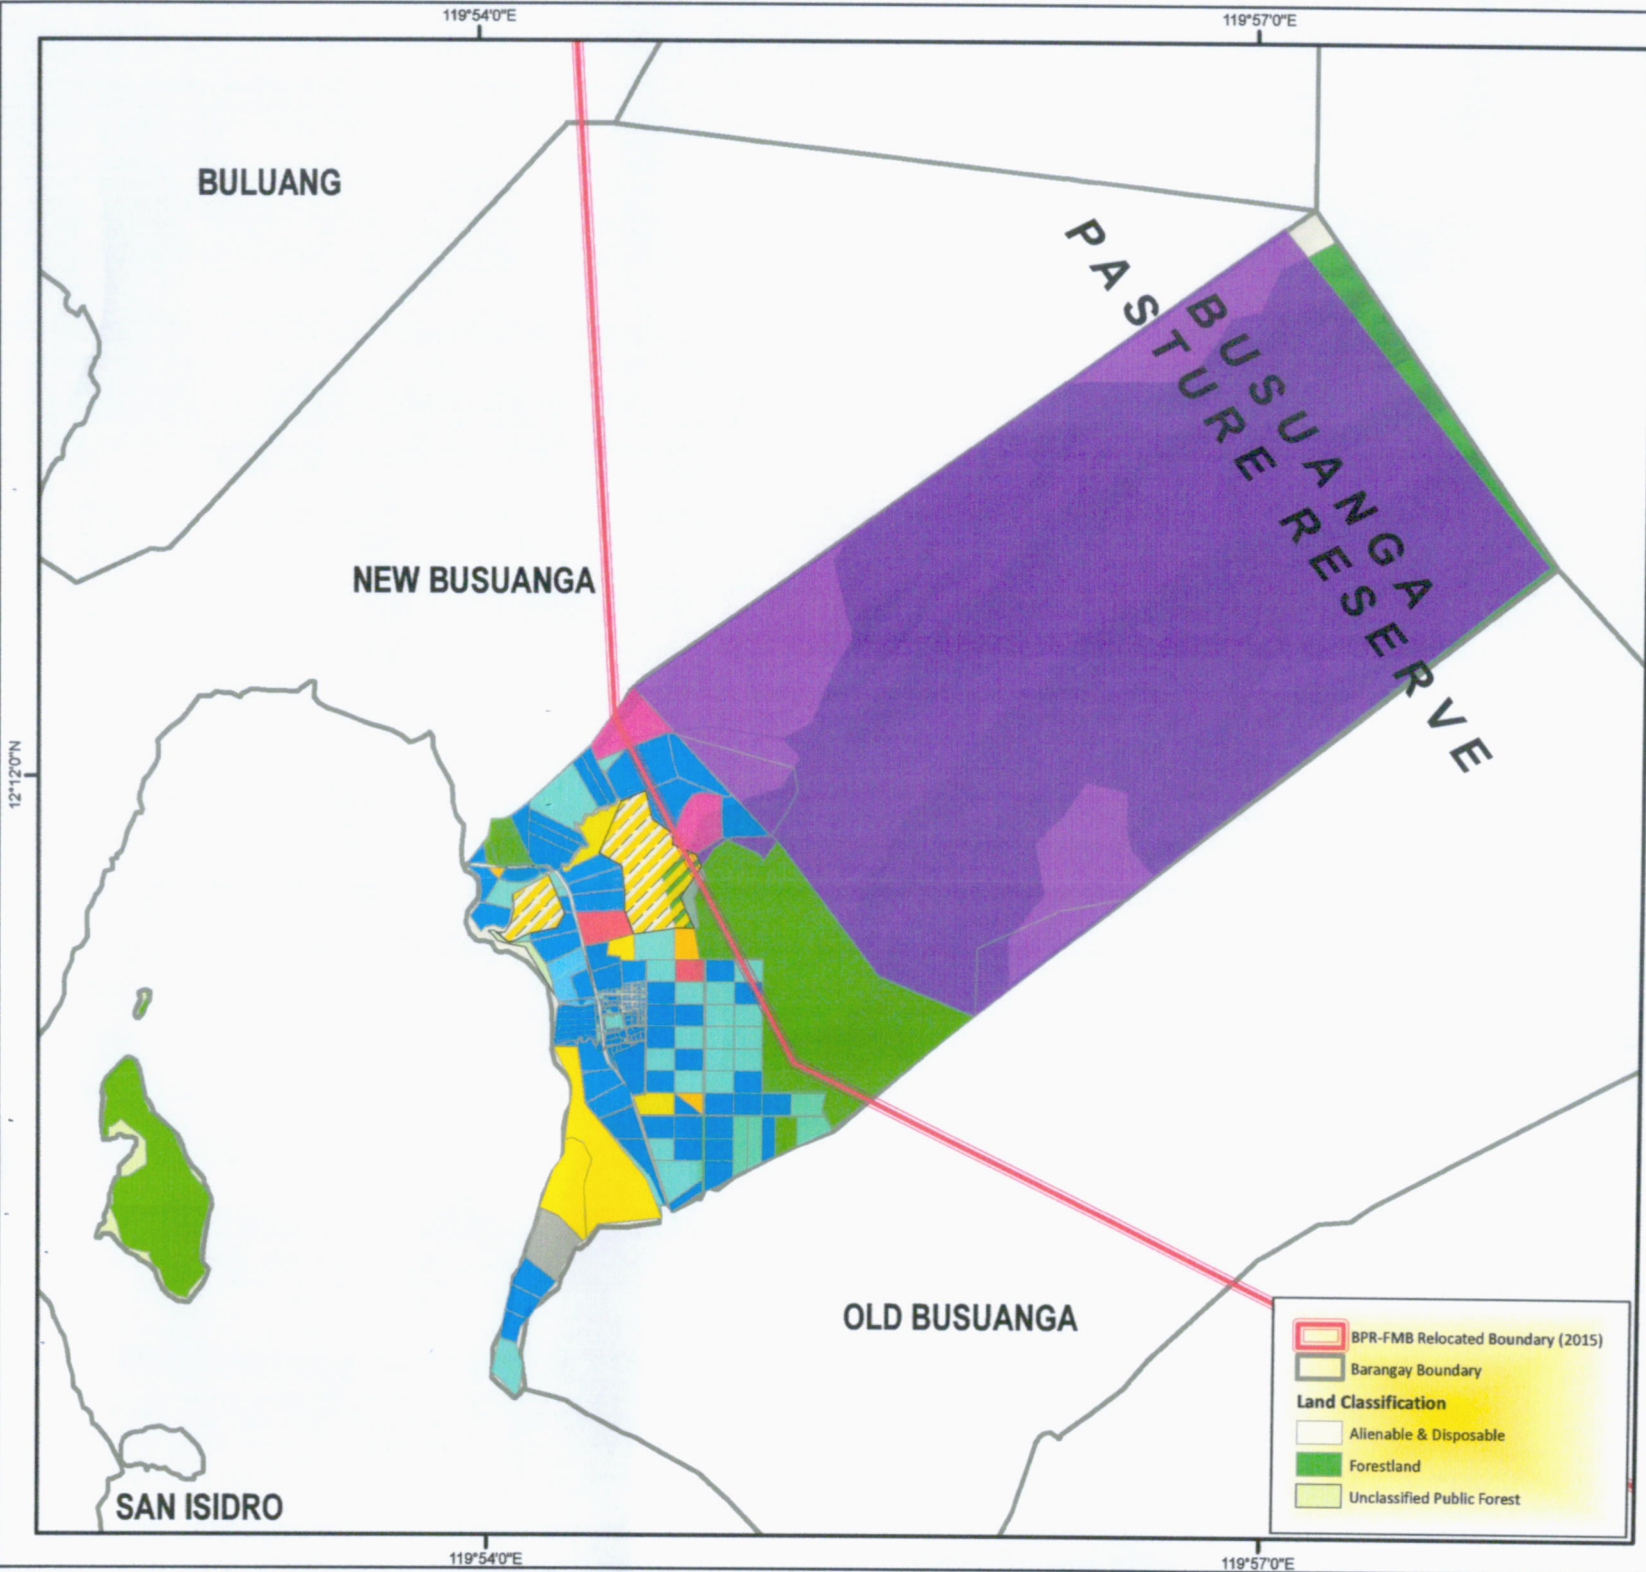 119°54'0"E
119°57'0"E
BULUANG
BUSUANGA
PASTURE RESERVE
NEW BUSUANGA
12°12'0"N
OLD BUSUANGA
BPR-FMB Relocated Boundary (2015)
Barangay Boundary
Land Classification
Alienable & Disposable
Forestland
Unclassified Public Forest
SAN ISIDRO
119°54'0"E
119°57'0"E